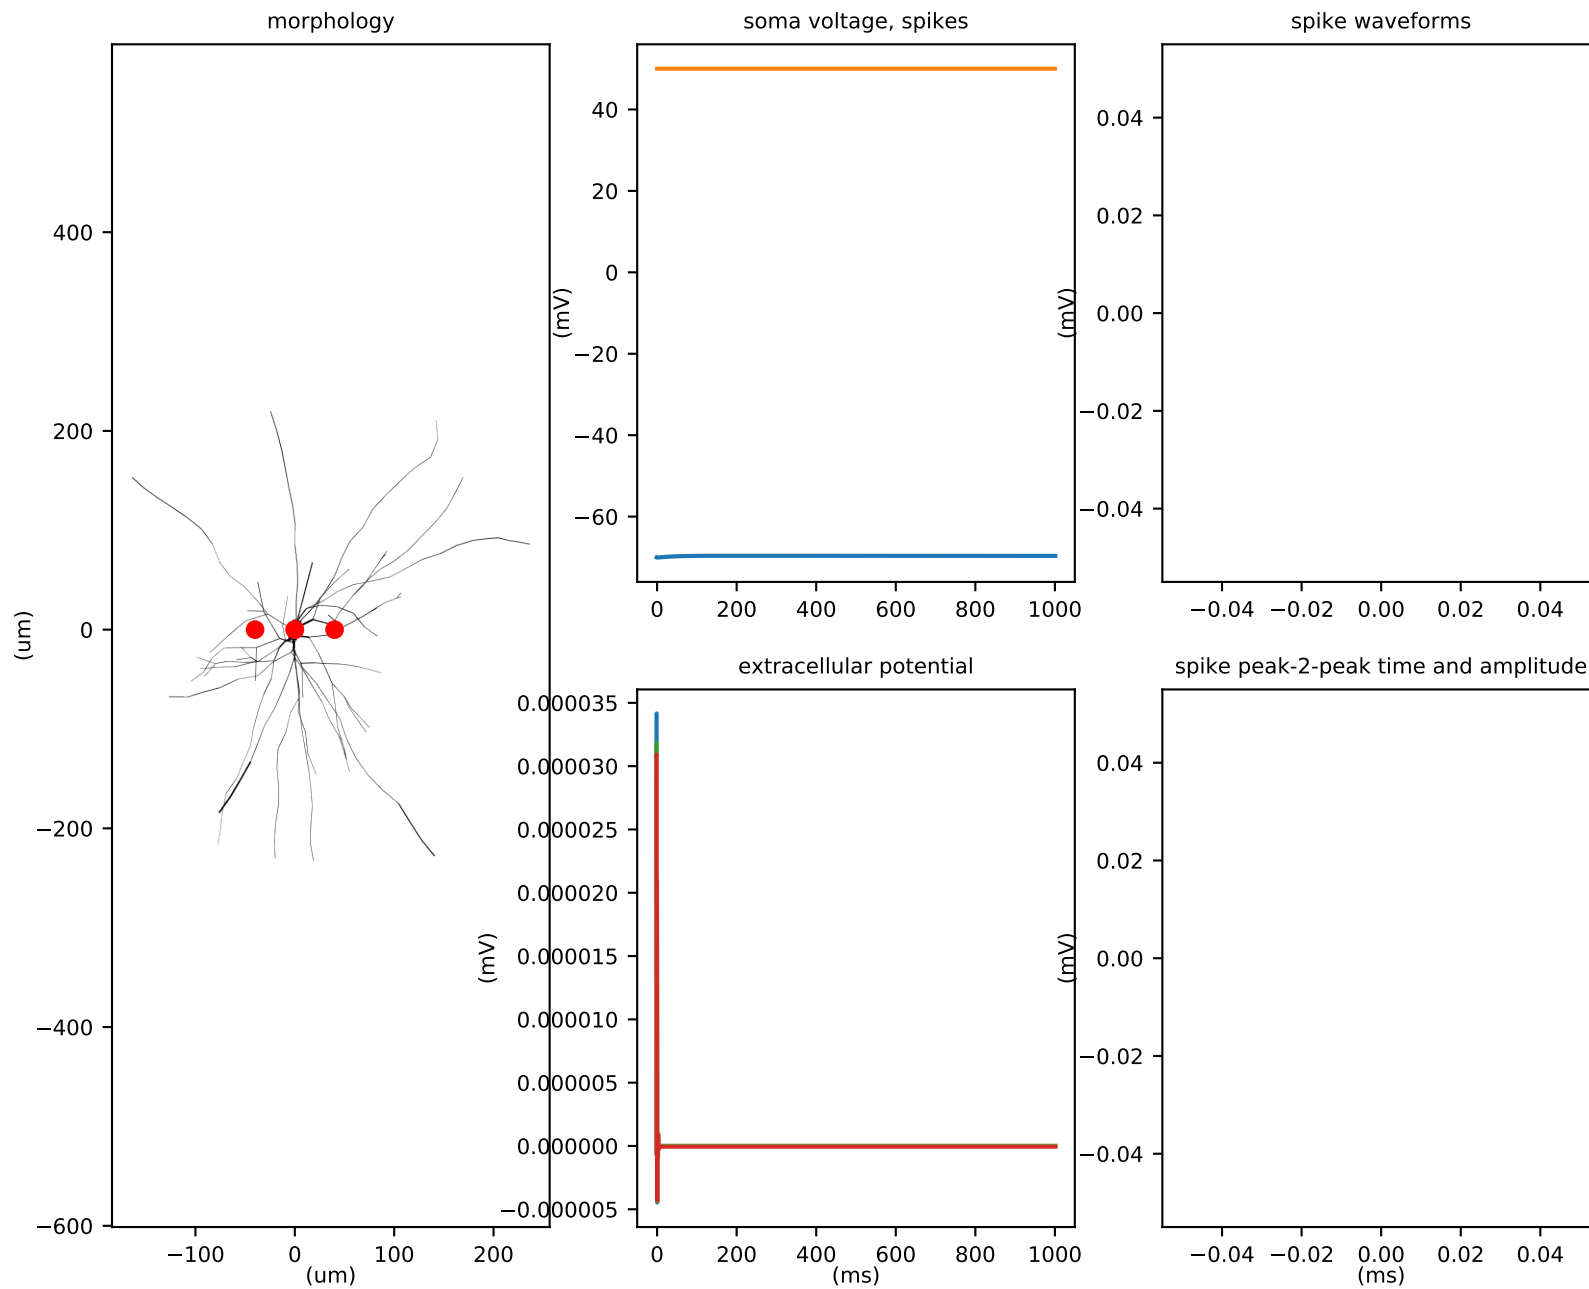 morphology
400
200
0
−200
−400
−600
(um)
−100 0 100 200
(um)
soma voltage, spikes
40
20
0
−20
−40
−60
(mV)
0 200 400 600 800 1000
spike waveforms
0.04
0.02
0.00
−0.02
−0.04
(mV)
−0.04 −0.02 0.00 0.02 0.04
extracellular potential
0.000035
0.000030
0.000025
0.000020
0.000015
0.000010
0.000005
0.000000
−0.000005
(mV)
0 200 400 600 800 1000
(ms)
spike peak-2-peak time and amplitude
0.04
0.02
0.00
−0.02
−0.04
(mV)
−0.04 −0.02 0.00 0.02 0.04
(ms)